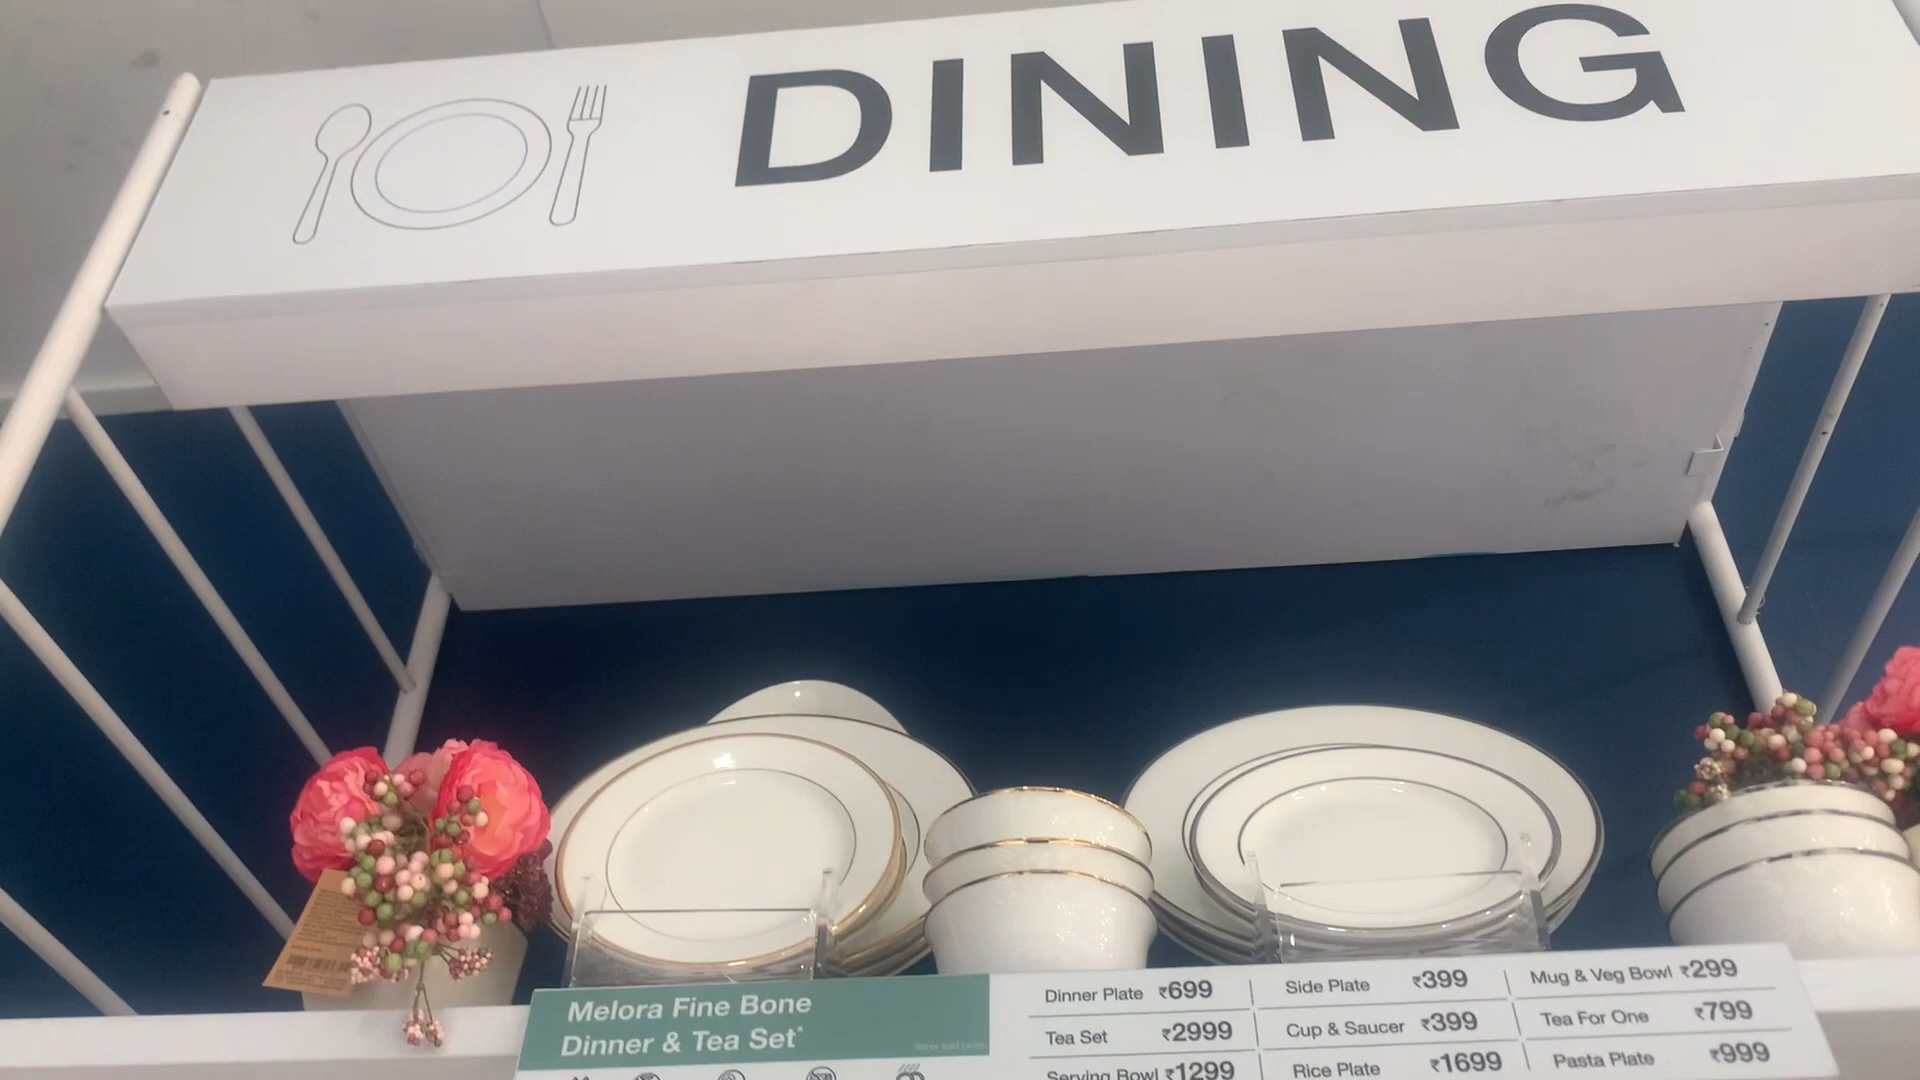 DINING
Melora Fine Bone
Dinner & Tea Set*
Dinner Plate ₹699
Side Plate ₹399
Mug & Veg Bowl ₹299
Tea Set ₹2999
Cup & Saucer ₹399
Tea For One ₹799
Serving Bowl ₹1299
Rice Plate ₹1699
Pasta Plate ₹999